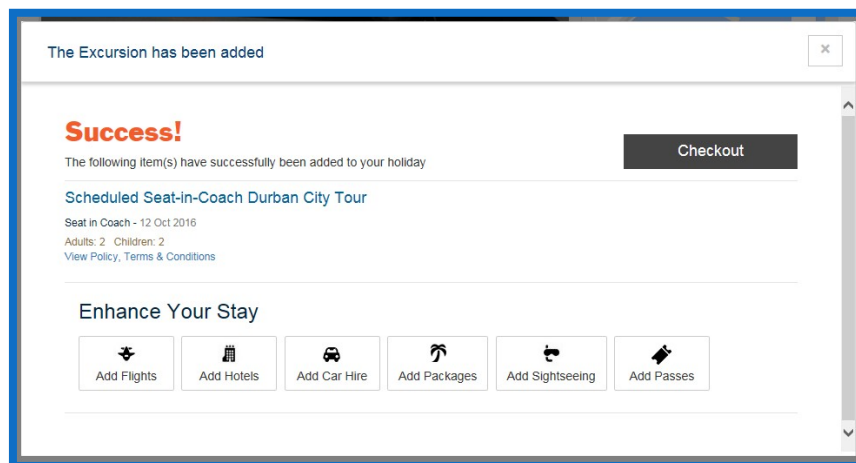 The Excursion has been added
×
Success!
Checkout
The following item(s) have successfully been added to your holiday
Scheduled Seat-in-Coach Durban City Tour
Seat in Coach - 12 Oct 2016
Adults: 2 Children: 2
View Policy, Terms & Conditions
Enhance Your Stay
Add Flights Add Hotels Add Car Hire Add Packages Add Sightseeing Add Passes